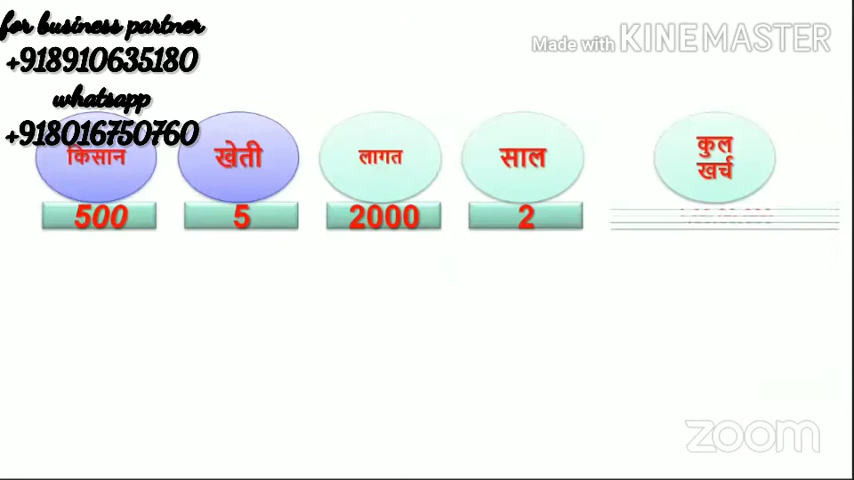 for business partner
+918910635180
whatsapp
+918016750760
Made with KINEMASTER
किसान खेती लागत साल कुल
खर्च
500 5 2000 2
zoom